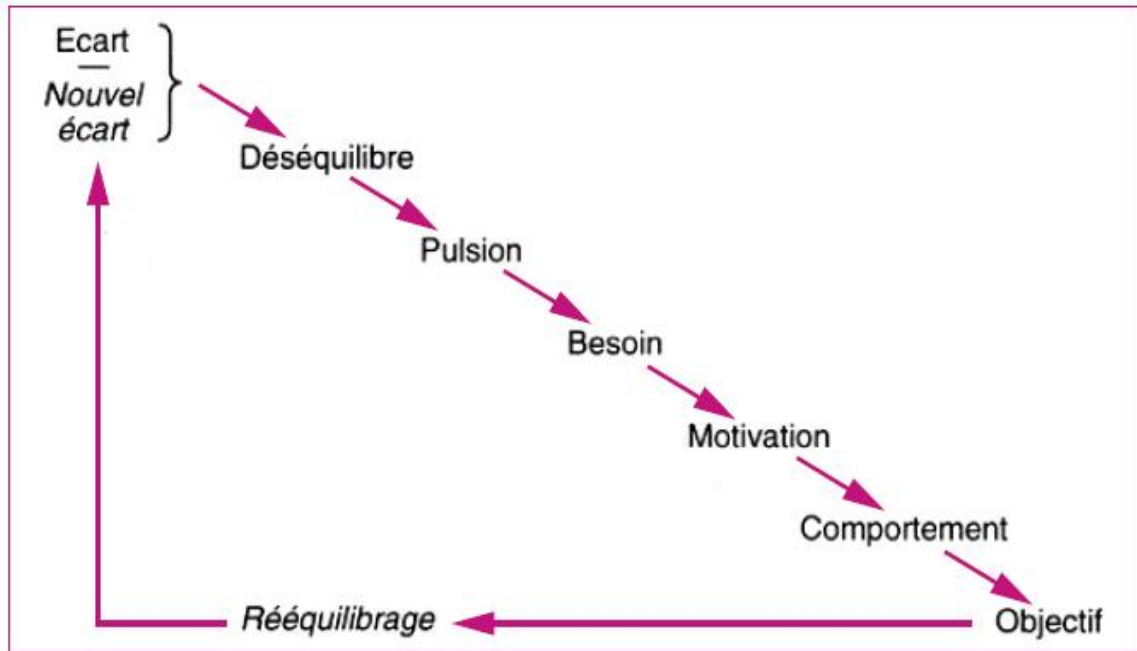 Ecart
Nouvel
écart
Déséquilibre
Pulsion
Besoin
Motivation
Comportement
Objectif
Rééquilibrage